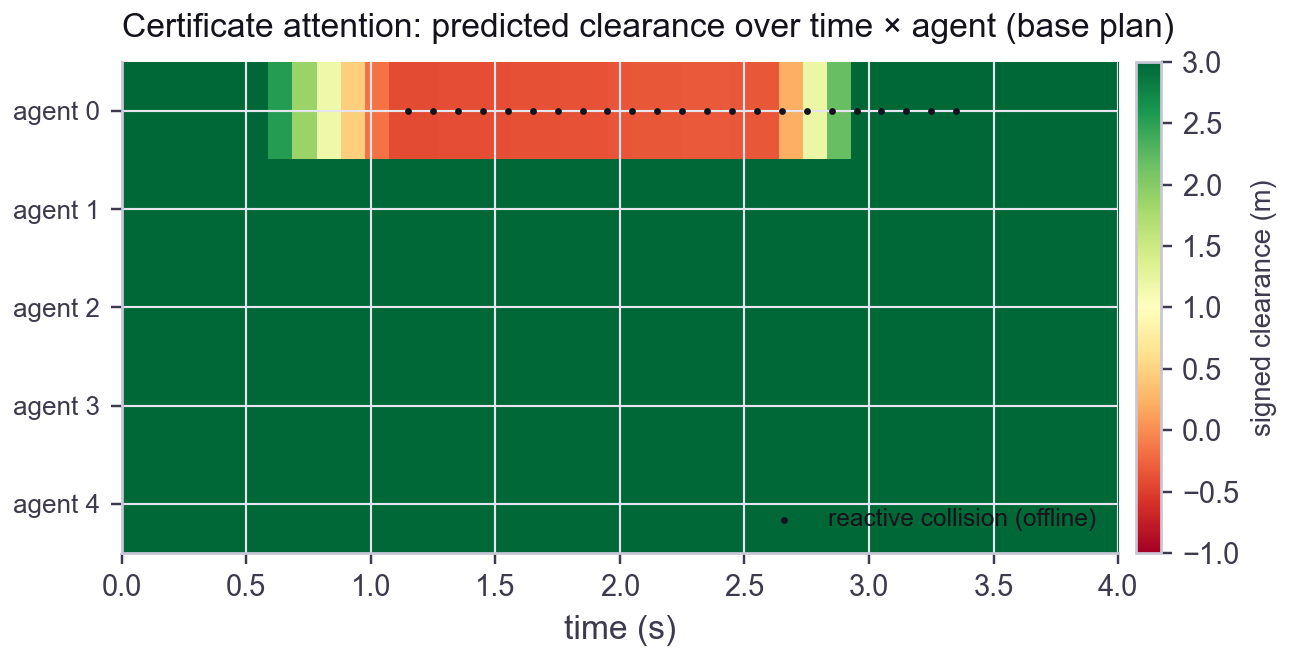 Certificate attention: predicted clearance over time × agent (base plan)
agent 0
agent 1
agent 2
agent 3
agent 4
reactive collision (offline)
0.0 0.5 1.0 1.5 2.0 2.5 3.0 3.5 4.0
time (s)
3.0
2.5
2.0
1.5
1.0
0.5
0.0
−0.5
−1.0
signed clearance (m)